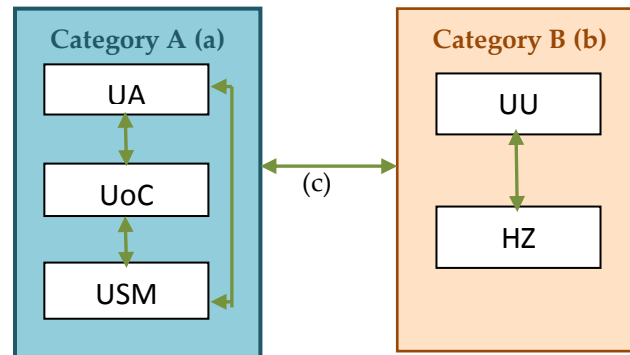 Category A (a)
UA
UoC
USM
(c)
Category B (b)
UU
HZ